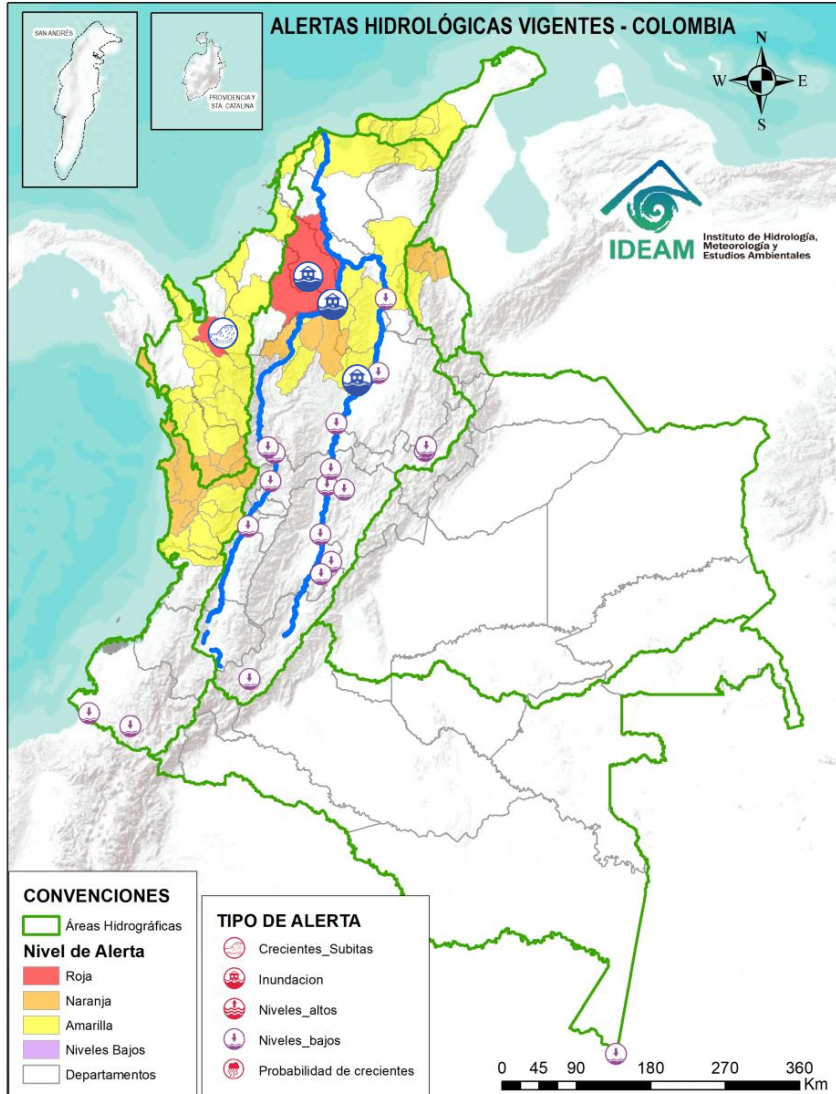 ALERTAS HIDROLÓGICAS VIGENTES - COLOMBIA
SAN ANDRÉS
PROVIDENCIA Y
STA. CATALINA
N
W
E
S
IDEAM
Instituto de Hidrología,
Meteorología y
Estudios Ambientales
CONVENCIONES
Áreas Hidrográficas
Nivel de Alerta
Roja
Naranja
Amarilla
Niveles Bajos
Departamentos
TIPO DE ALERTA
Crecientes_Subitas
Inundacion
Niveles_altos
Niveles_bajos
Probabilidad de crecientes
0 45 90 180 270 360
Km